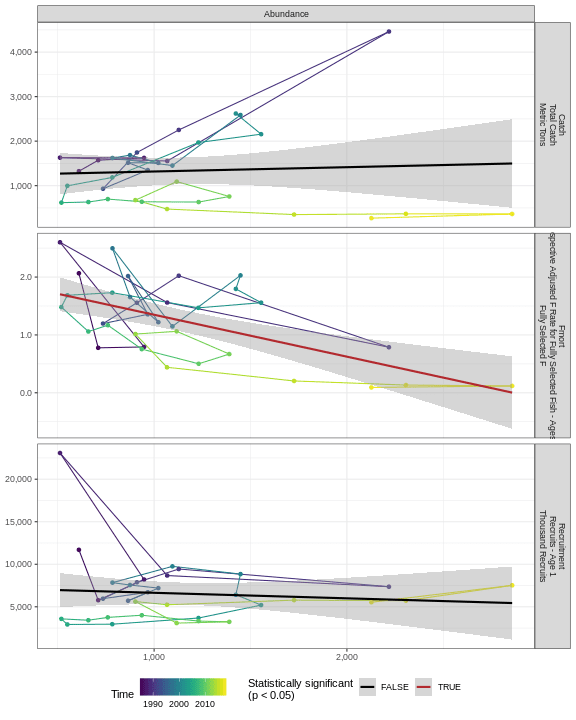 Abundance
4,000
3,000
2,000
1,000
Catch
Total Catch
Metric Tons
2.0
1.0
0.0
Fmort
Adjusted F Rate for Fully Selected Fish - Ages
Fully Selected F
20,000
15,000
10,000
5,000
Recruitment
Recruits - Age 1
Thousand Recruits
1,000
2,000
Time
1990 2000 2010
Statistically significant
(p < 0.05)
FALSE
TRUE